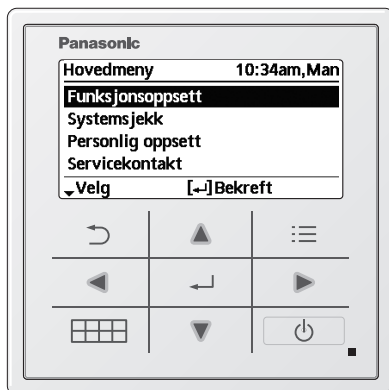 Panasonic
Hovedmeny 10:34am,Man
Funksjonsoppsett
Systemsjekk
Personlig oppsett
Servicekontakt
Velg [↵]Bekreft